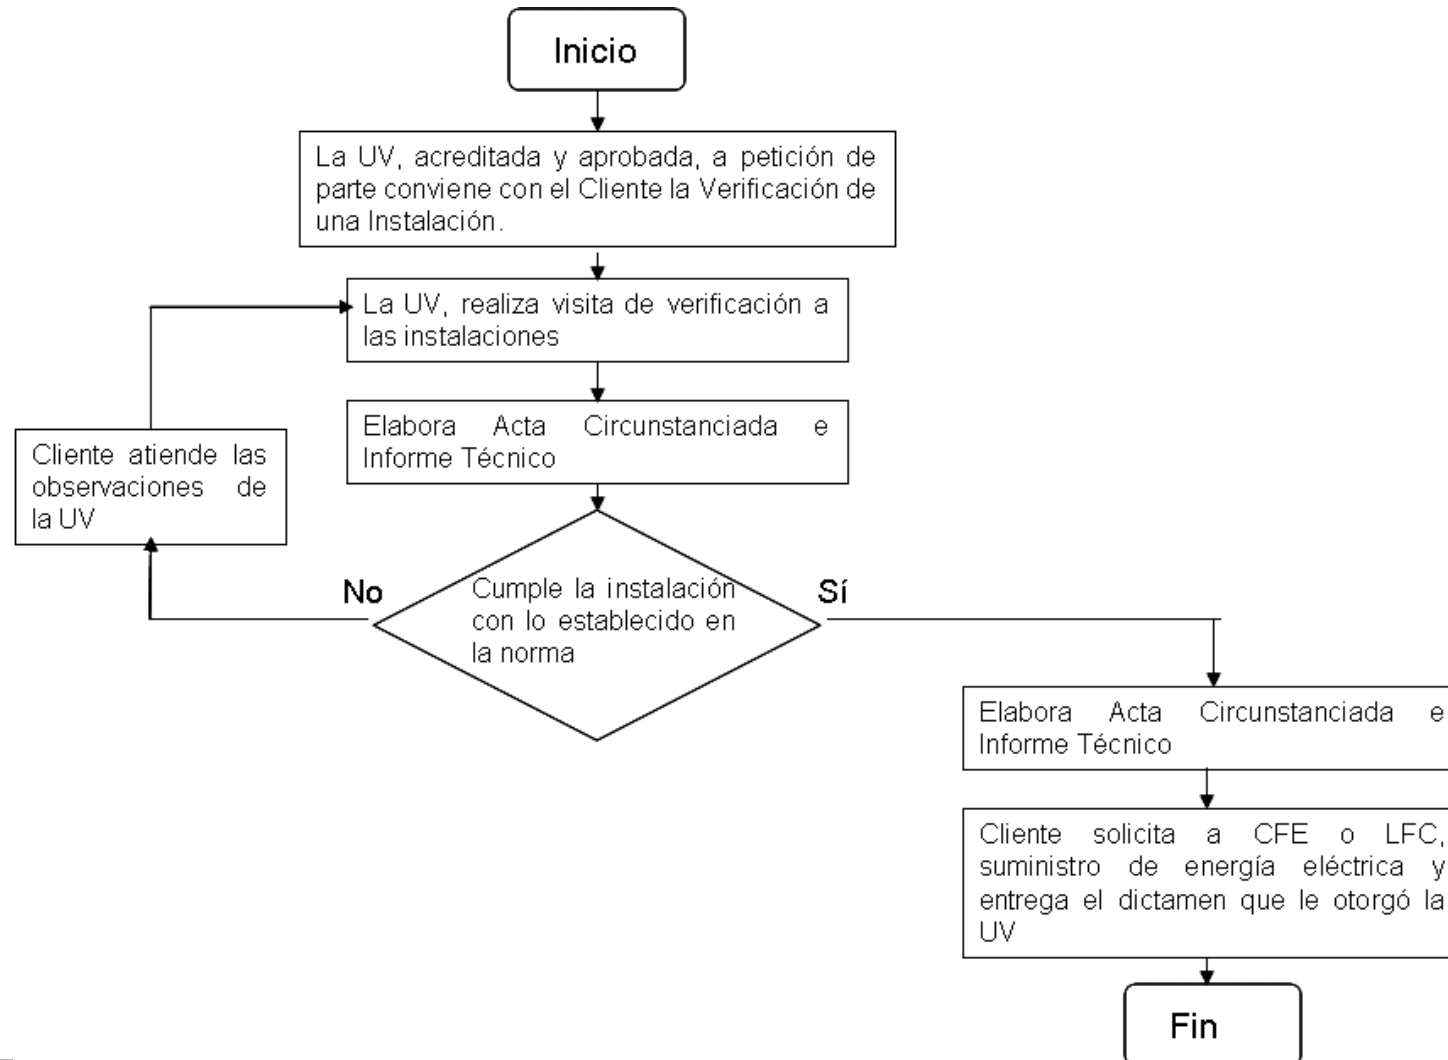 Inicio
La UV, acreditada y aprobada, a petición de
parte conviene con el Cliente la Verificación de
una Instalación.
La UV, realiza visita de verificación a
las instalaciones
Elabora Acta Circunstanciada e
Informe Técnico
Cliente atiende las
observaciones de
la UV
No
Cumple la instalación
con lo establecido en
la norma
Sí
Elabora Acta Circunstanciada e
Informe Técnico
Cliente solicita a CFE o LFC,
suministro de energía eléctrica y
entrega el dictamen que le otorgó la
UV
Fin